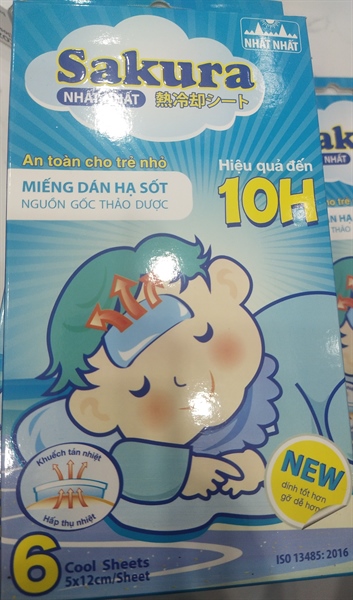 Sakura
NHẤT NHẤT
NHẤT NHẤT 熱冷却シート
An toàn cho trẻ nhỏ
MIẾNG DÁN HẠ SỐT
NGUỒN GỐC THẢO DƯỢC
Hiệu quả đến
10H
Khuếch tán nhiệt
Hấp thụ nhiệt
NEW
dính tốt hơn
gỡ dễ hơn
6 Cool Sheets
5x12cm/Sheet
ISO 13485: 2016
ak
NHẤT